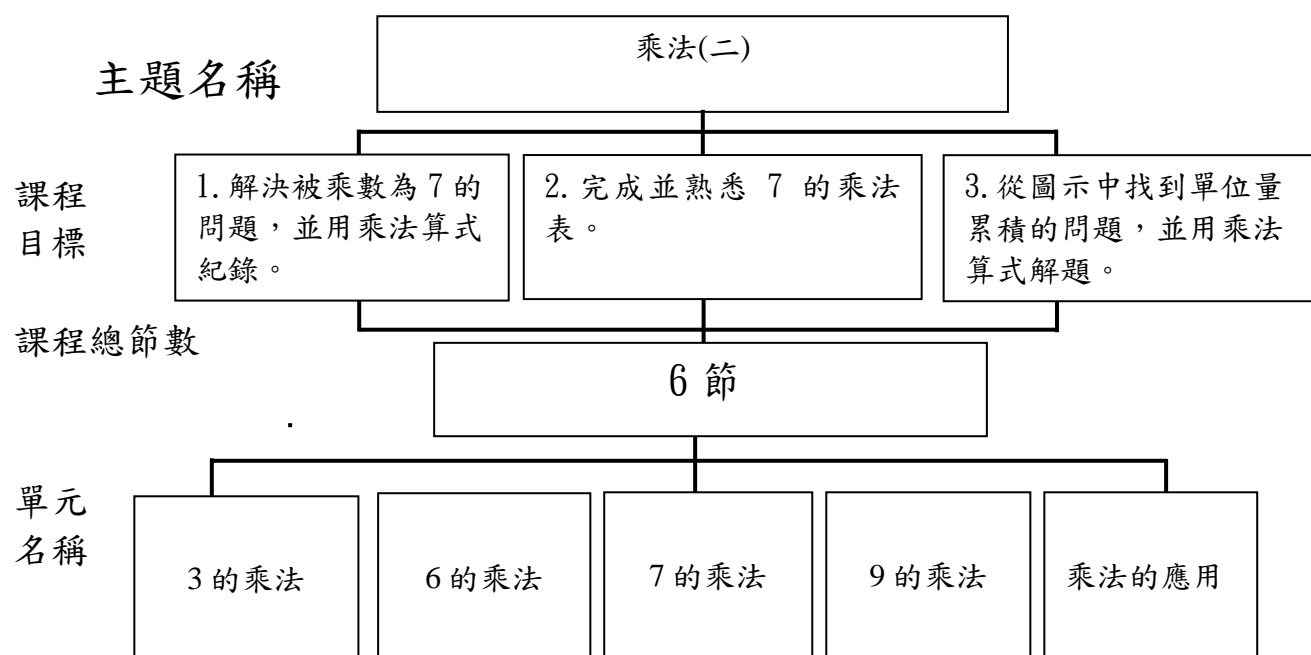 乘法(二)
主題名稱
課程
目標
1.解決被乘數為 7 的
問題，並用乘法算式
紀錄。
2.完成並熟悉 7 的乘法
表。
3.從圖示中找到單位量
累積的問題，並用乘法
算式解題。
課程總節數
6 節
.
單元
名稱
3 的乘法
6 的乘法
7 的乘法
9 的乘法
乘法的應用